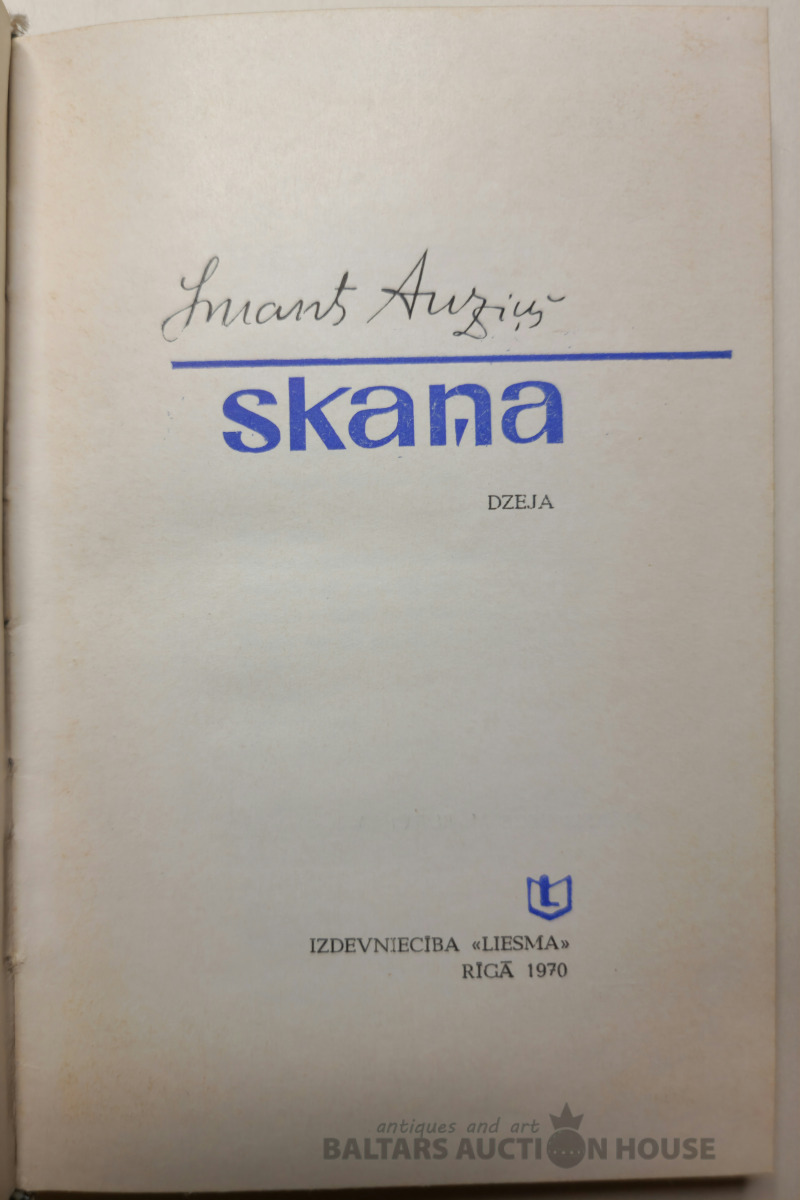 Imants Auziņš
skaņa
DZEJA
L
IZDEVNIECĪBA «LIESMA»
RĪGĀ 1970
antiques and art
BALTARS AUCTION HOUSE